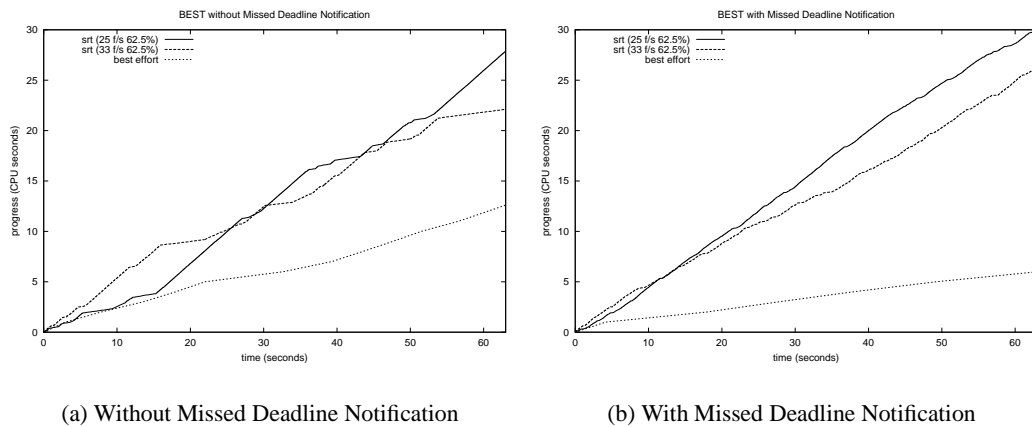 BEST without Missed Deadline Notification
30
25
20
15
10
5
0
progress (CPU seconds)
srt (25 f/s 62.5%)
srt (33 f/s 62.5%)
best effort
0 10 20 30 40 50 60
time (seconds)
(a) Without Missed Deadline Notification
BEST with Missed Deadline Notification
30
25
20
15
10
5
0
progress (CPU seconds)
srt (25 f/s 62.5%)
srt (33 f/s 62.5%)
best effort
0 10 20 30 40 50 60
time (seconds)
(b) With Missed Deadline Notification